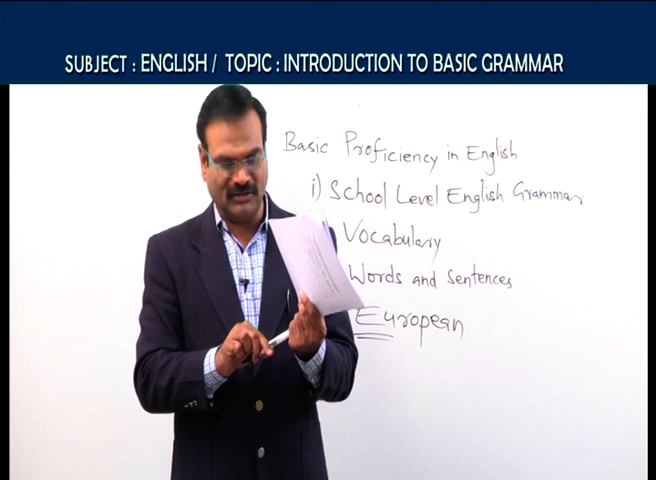 SUBJECT : ENGLISH / TOPIC : INTRODUCTION TO BASIC GRAMMAR
Basic Proficiency in English
i) School Level English Grammar
Vocabulary
Words and Sentences
European